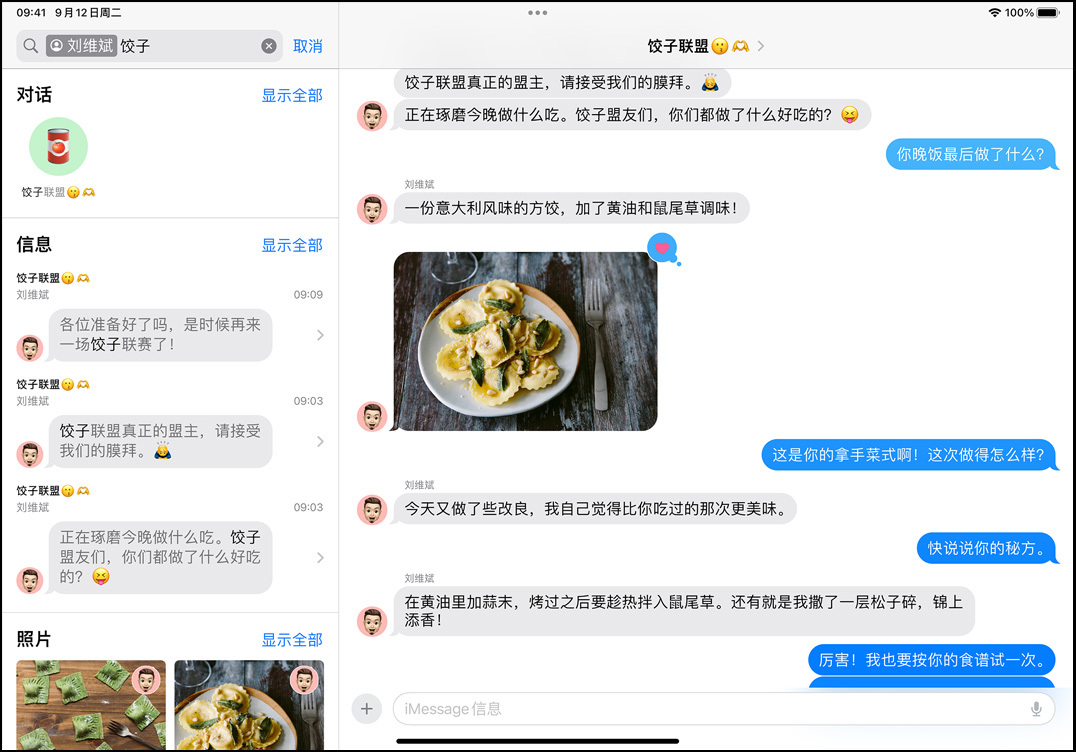 09:41 9月12日周二
100%
刘维斌 饺子
取消
对话
显示全部
饺子联盟😗🫶
信息
显示全部
饺子联盟😗🫶
刘维斌
09:09
各位准备好了吗，是时候再来
一场饺子联赛了！
饺子联盟😗🫶
刘维斌
09:03
饺子联盟真正的盟主，请接受
我们的膜拜。🙇
饺子联盟😗🫶
刘维斌
09:03
正在琢磨今晚做什么吃。饺子
盟友们，你们都做了什么好吃
的？😝
照片
显示全部
饺子联盟😗🫶
饺子联盟真正的盟主，请接受我们的膜拜。🙇
正在琢磨今晚做什么吃。饺子盟友们，你们都做了什么好吃的？😝
你晚饭最后做了什么？
刘维斌
一份意大利风味的方饺，加了黄油和鼠尾草调味！
这是你的拿手菜式啊！这次做得怎么样？
刘维斌
今天又做了些改良，我自己觉得比你吃过的那次更美味。
快说说你的秘方。
刘维斌
在黄油里加蒜末，烤过之后要趁热拌入鼠尾草。还有就是我撒了一层松子碎，锦上
添香！
厉害！我也要按你的食谱试一次。
iMessage信息